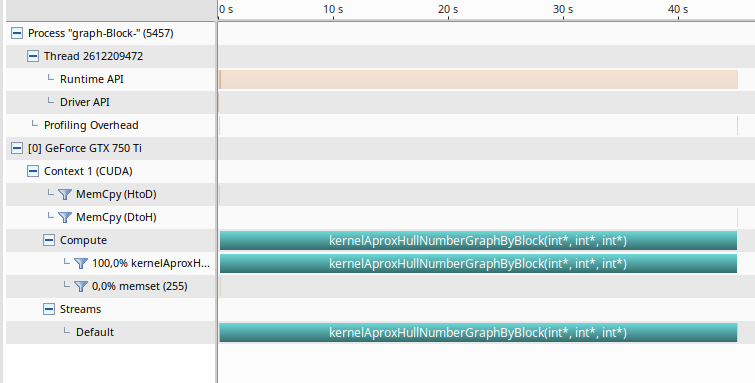 0 s 10 s 20 s 30 s 40 s
Process "graph-Block-" (5457)
Thread 2612209472
Runtime API
Driver API
Profiling Overhead
[0] GeForce GTX 750 Ti
Context 1 (CUDA)
MemCpy (HtoD)
MemCpy (DtoH)
Compute kernelAproxHullNumberGraphByBlock(int*, int*, int*)
100,0% kernelAproxH... kernelAproxHullNumberGraphByBlock(int*, int*, int*)
0,0% memset (255)
Streams
Default kernelAproxHullNumberGraphByBlock(int*, int*, int*)